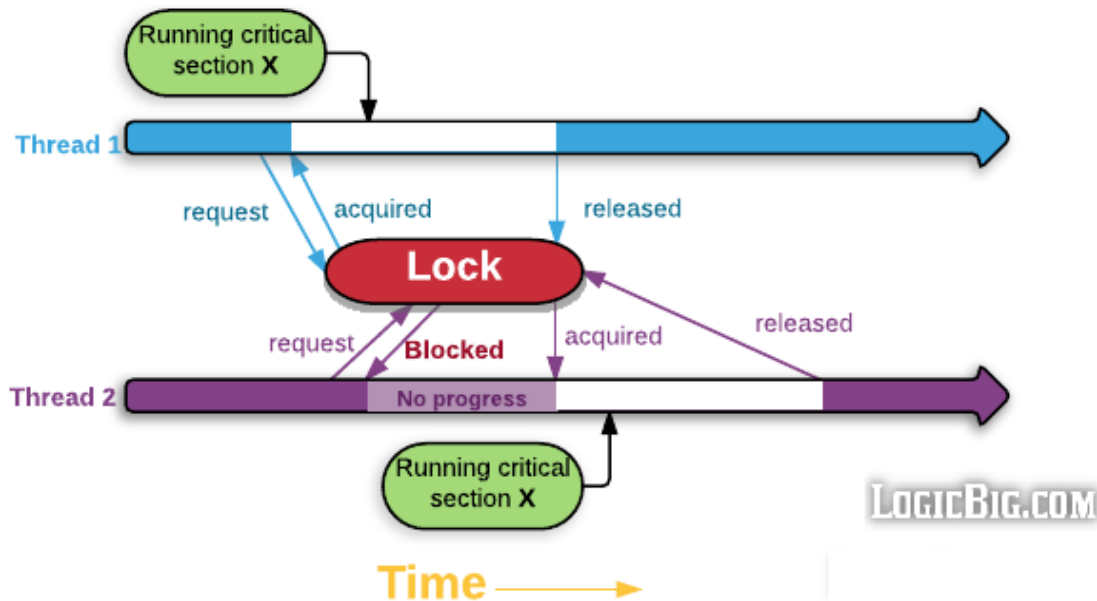 Running critical
section X
Thread 1
request
acquired
released
Lock
request
Blocked
acquired
released
Thread 2
No progress
Running critical
section X
LogicBig.com
Time